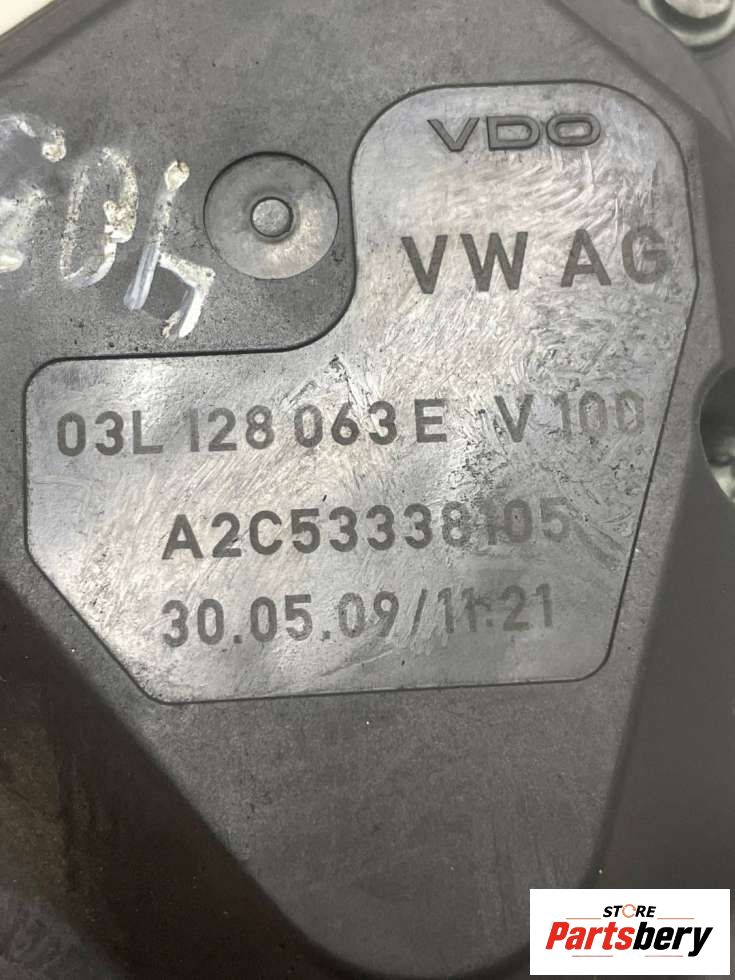 VDO
VW AG
03L 128 063 E V 100
A2C53338105
30.05.09/11:21
STORE
Partsbery